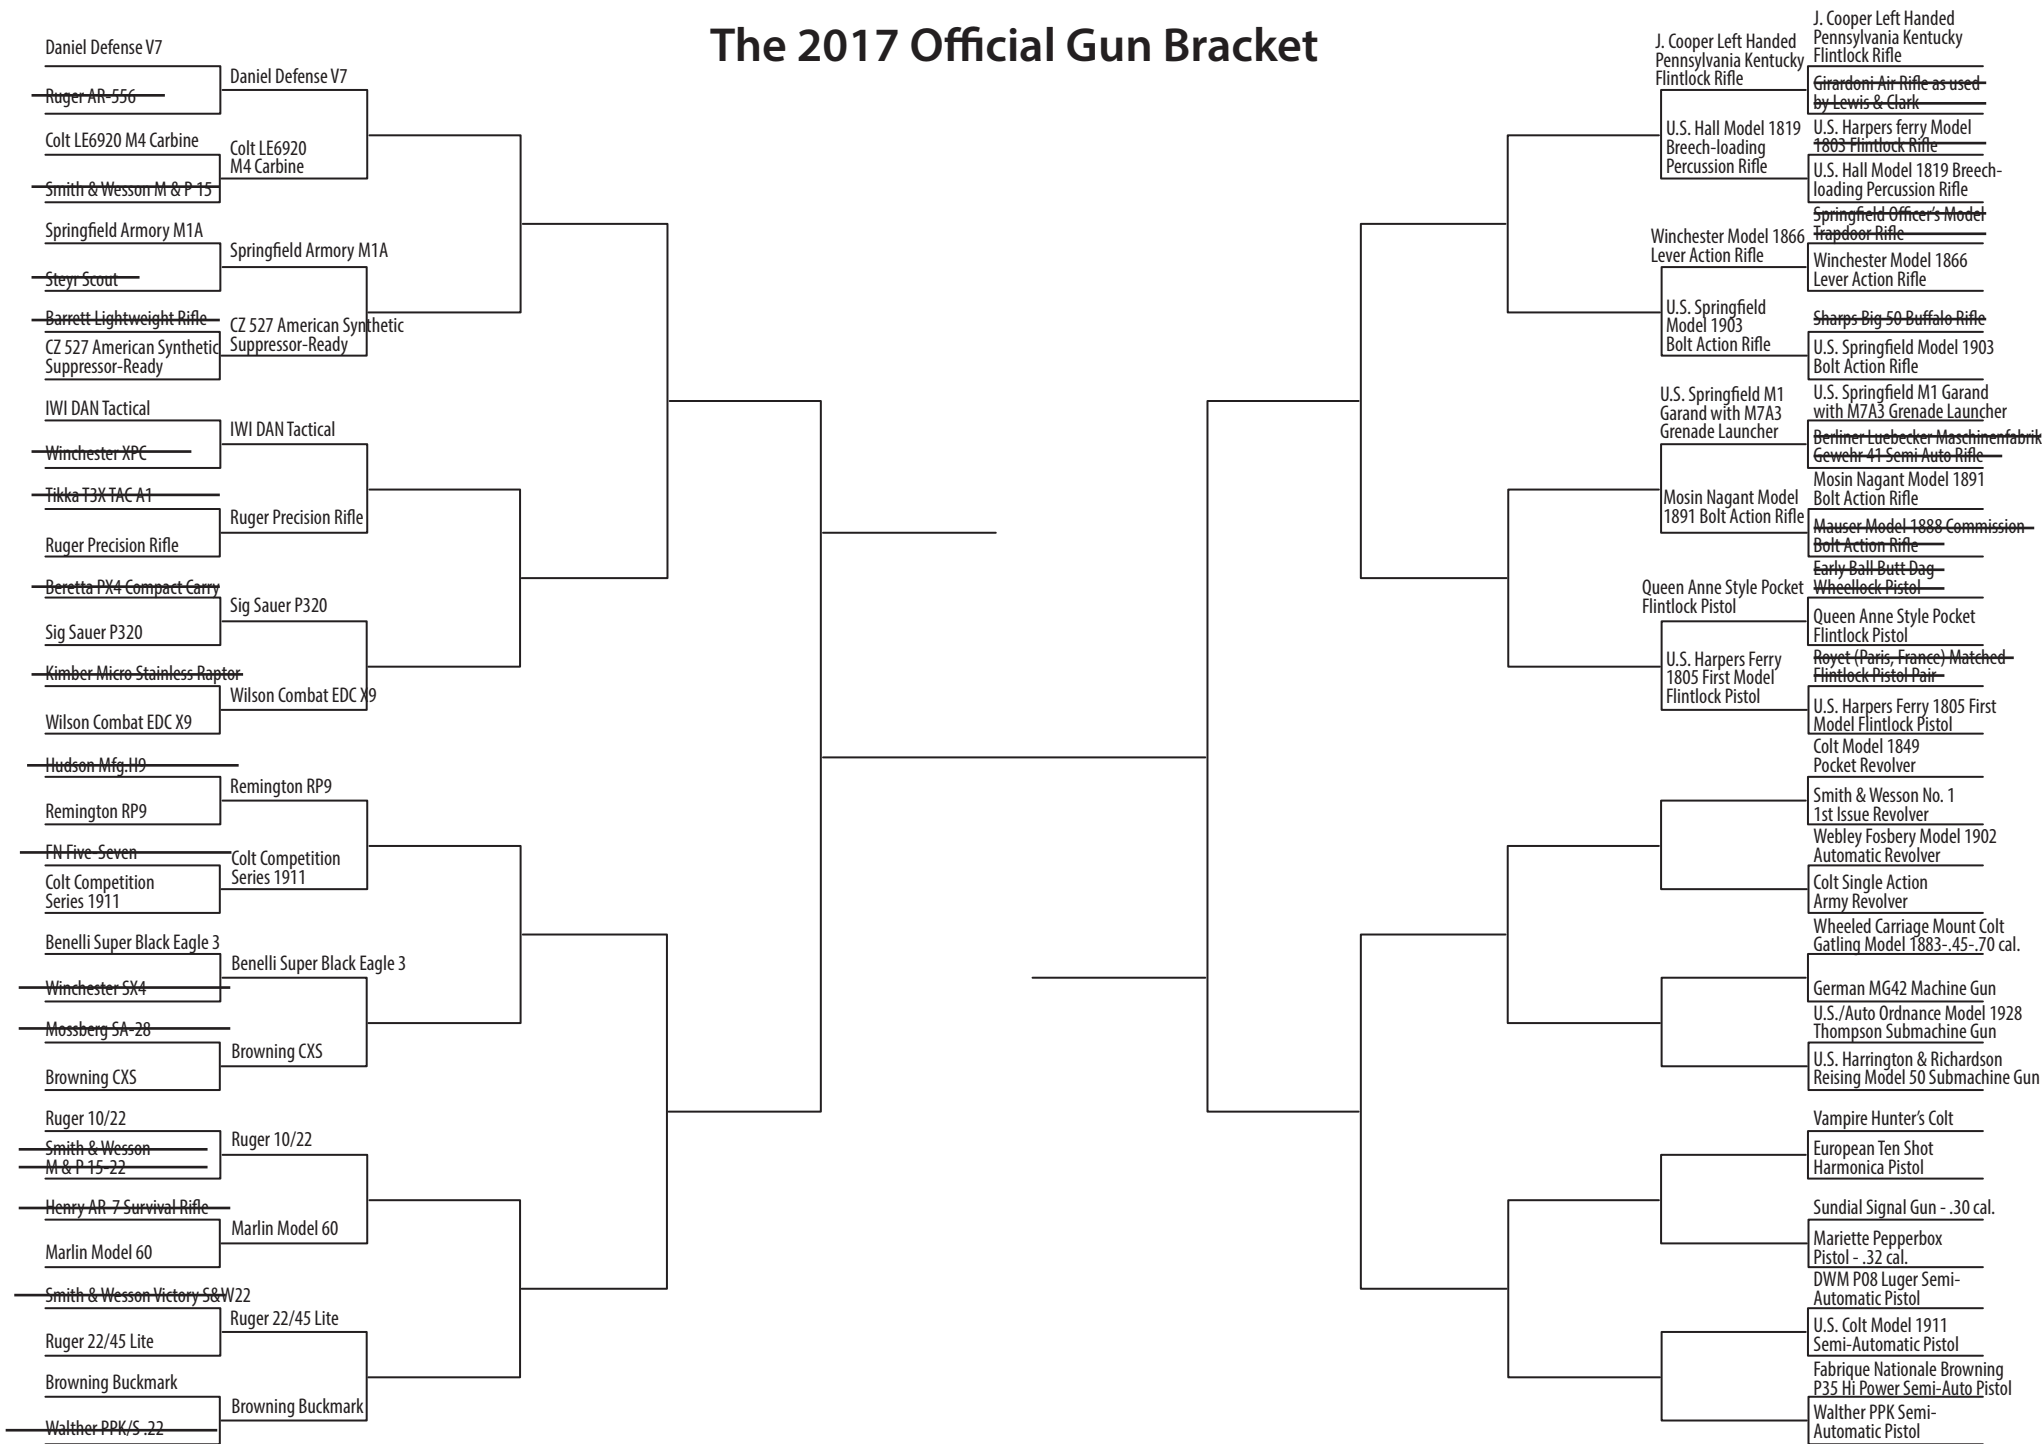 The 2017 Official Gun Bracket
Daniel Defense V7
Ruger AR-556
Colt LE6920 M4 Carbine
Smith & Wesson M & P 15
Springfield Armory M1A
Steyr Scout
Barrett Lightweight Rifle
CZ 527 American Synthetic
Suppressor-Ready
IWI DAN Tactical
Winchester XPC
Tikka T3X TAC A1
Ruger Precision Rifle
Beretta PX4 Compact Carry
Sig Sauer P320
Kimber Micro Stainless Raptor
Wilson Combat EDC X9
Hudson Mfg.H9
Remington RP9
FN Five-Seven
Colt Competition
Series 1911
Benelli Super Black Eagle 3
Winchester SX4
Mossberg SA-28
Browning CXS
Ruger 10/22
Smith & Wesson
M & P 15-22
Henry AR-7 Survival Rifle
Marlin Model 60
Smith & Wesson Victory S&W22
Ruger 22/45 Lite
Browning Buckmark
Walther PPK/S .22
Daniel Defense V7
Colt LE6920
M4 Carbine
Springfield Armory M1A
CZ 527 American Synthetic
Suppressor-Ready
IWI DAN Tactical
Ruger Precision Rifle
Sig Sauer P320
Wilson Combat EDC X9
Remington RP9
Colt Competition
Series 1911
Benelli Super Black Eagle 3
Browning CXS
Ruger 10/22
Marlin Model 60
Ruger 22/45 Lite
Browning Buckmark
J. Cooper Left Handed
Pennsylvania Kentucky
Flintlock Rifle
U.S. Hall Model 1819
Breech-loading
Percussion Rifle
Winchester Model 1866
Lever Action Rifle
U.S. Springfield
Model 1903
Bolt Action Rifle
U.S. Springfield M1
Garand with M7A3
Grenade Launcher
Mosin Nagant Model
1891 Bolt Action Rifle
Queen Anne Style Pocket
Flintlock Pistol
U.S. Harpers Ferry
1805 First Model
Flintlock Pistol
J. Cooper Left Handed
Pennsylvania Kentucky
Flintlock Rifle
Girardoni Air Rifle as used
by Lewis & Clark
U.S. Harpers ferry Model
1803 Flintlock Rifle
U.S. Hall Model 1819 Breech-
loading Percussion Rifle
Springfield Officer's Model
Trapdoor Rifle
Winchester Model 1866
Lever Action Rifle
Sharps Big 50 Buffalo Rifle
U.S. Springfield Model 1903
Bolt Action Rifle
U.S. Springfield M1 Garand
with M7A3 Grenade Launcher
Berliner Luebecker Maschinenfabrik
Gewehr 41 Semi Auto Rifle
Mosin Nagant Model 1891
Bolt Action Rifle
Mauser Model 1888 Commission
Bolt Action Rifle
Early Ball Butt Dag
Wheellock Pistol
Queen Anne Style Pocket
Flintlock Pistol
Royet (Paris, France) Matched
Flintlock Pistol Pair
U.S. Harpers Ferry 1805 First
Model Flintlock Pistol
Colt Model 1849
Pocket Revolver
Smith & Wesson No. 1
1st Issue Revolver
Webley Fosbery Model 1902
Automatic Revolver
Colt Single Action
Army Revolver
Wheeled Carriage Mount Colt
Gatling Model 1883-.45-.70 cal.
German MG42 Machine Gun
U.S./Auto Ordnance Model 1928
Thompson Submachine Gun
U.S. Harrington & Richardson
Reising Model 50 Submachine Gun
Vampire Hunter's Colt
European Ten Shot
Harmonica Pistol
Sundial Signal Gun - .30 cal.
Mariette Pepperbox
Pistol - .32 cal.
DWM P08 Luger Semi-
Automatic Pistol
U.S. Colt Model 1911
Semi-Automatic Pistol
Fabrique Nationale Browning
P35 Hi Power Semi-Auto Pistol
Walther PPK Semi-
Automatic Pistol